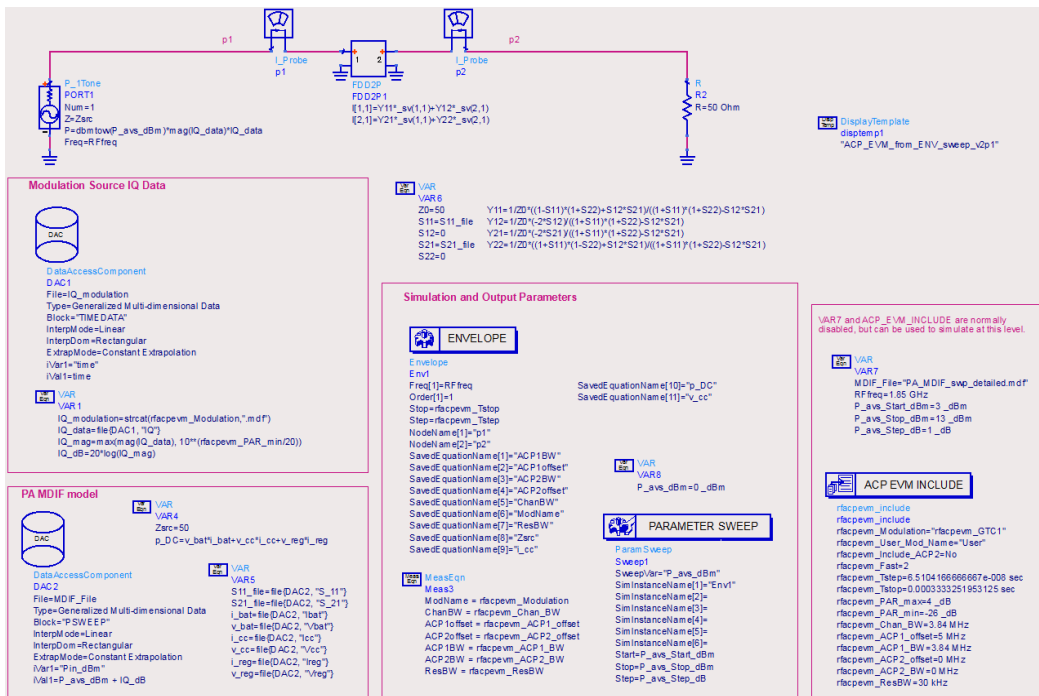 p1
p2
I_Probe
p1
I_Probe
p2
1
2
FDD2P
FDD2P1
I[1,1]=Y11*_sv(1,1)+Y12*_sv(2,1)
I[2,1]=Y21*_sv(1,1)+Y22*_sv(2,1)
P_1Tone
PORT1
Num=1
Z=Zsrc
P=dbmtow(P_avs_dBm)*mag(IQ_data)*IQ_data
Freq=RFfreq
R
R2
R=50 Ohm
Disp Temp
DisplayTemplate
disptemp1
"ACP_EVM_from_ENV_sweep_v2p1"
Modulation Source IQ Data
DAC
DataAccessComponent
DAC1
File=IQ_modulation
Type=Generalized Multi-dimensional Data
Block="TIMEDATA"
InterpMode=Linear
InterpDom=Rectangular
ExtrapMode=Constant Extrapolation
iVar1="time"
iVal1=time
Var Eqn
VAR
VAR1
IQ_modulation=strcat(rfacpevm_Modulation,".mdf")
IQ_data=file{DAC1, "IQ"}
IQ_mag=max(mag(IQ_data), 10**(rfacpevm_PAR_min/20))
IQ_dB=20*log(IQ_mag)
Var Eqn
VAR
VAR6
Z0=50
S11=S11_file
S12=0
S21=S21_file
S22=0
Y11=1/Z0*((1-S11)*(1+S22)+S12*S21)/((1+S11)*(1+S22)-S12*S21)
Y12=1/Z0*(-2*S12)/((1+S11)*(1+S22)-S12*S21)
Y21=1/Z0*(-2*S21)/((1+S11)*(1+S22)-S12*S21)
Y22=1/Z0*((1+S11)*(1-S22)+S12*S21)/((1+S11)*(1+S22)-S12*S21)
PA MDIF model
DAC
DataAccessComponent
DAC2
File=MDIF_File
Type=Generalized Multi-dimensional Data
Block="PSWEEP"
InterpMode=Linear
InterpDom=Rectangular
ExtrapMode=Constant Extrapolation
iVar1="Pin_dBm"
iVal1=P_avs_dBm + IQ_dB
Var Eqn
VAR
VAR4
Zsrc=50
p_DC=v_bat*i_bat+v_cc*i_cc+v_reg*i_reg
Var Eqn
VAR
VAR5
S11_file=file{DAC2, "S_11"}
S21_file=file{DAC2, "S_21"}
i_bat=file{DAC2, "Ibat"}
v_bat=file{DAC2, "Vbat"}
i_cc=file{DAC2, "Icc"}
v_cc=file{DAC2, "Vcc"}
i_reg=file{DAC2, "Ireg"}
v_reg=file{DAC2, "Vreg"}
Simulation and Output Parameters
ENVELOPE
Envelope
Env1
Freq[1]=RFfreq
Order[1]=1
Stop=rfacpevm_Tstop
Step=rfacpevm_Tstep
NodeName[1]="p1"
NodeName[2]="p2"
SavedEquationName[1]="ACP1BW"
SavedEquationName[2]="ACP1offset"
SavedEquationName[3]="ACP2BW"
SavedEquationName[4]="ACP2offset"
SavedEquationName[5]="ChanBW"
SavedEquationName[6]="ModName"
SavedEquationName[7]="ResBW"
SavedEquationName[8]="Zsrc"
SavedEquationName[9]="i_cc"
SavedEquationName[10]="p_DC"
SavedEquationName[11]="v_cc"
Var Eqn
VAR
VAR8
P_avs_dBm=0 _dBm
Meas Eqn
MeasEqn
Meas3
ModName = rfacpevm_Modulation
ChanBW = rfacpevm_Chan_BW
ACP1offset = rfacpevm_ACP1_offset
ACP2offset = rfacpevm_ACP2_offset
ACP1BW = rfacpevm_ACP1_BW
ACP2BW = rfacpevm_ACP2_BW
ResBW = rfacpevm_ResBW
PARAMETER SWEEP
ParamSweep
Sweep1
SweepVar="P_avs_dBm"
SimInstanceName[1]="Env1"
SimInstanceName[2]=
SimInstanceName[3]=
SimInstanceName[4]=
SimInstanceName[5]=
SimInstanceName[6]=
Start=P_avs_Start_dBm
Stop=P_avs_Stop_dBm
Step=P_avs_Step_dB
VAR7 and ACP_EVM_INCLUDE are normally
disabled, but can be used to simulate at this level.
Var Eqn
VAR
VAR7
MDIF_File="PA_MDIF_swp_detailed.mdf"
RFfreq=1.85 GHz
P_avs_Start_dBm=3 _dBm
P_avs_Stop_dBm=13 _dBm
P_avs_Step_dB=1 _dB
ACP EVM INCLUDE
rfacpevm_include
rfacpevm_include
rfacpevm_Modulation="rfacpevm_GTC1"
rfacpevm_User_Mod_Name="User"
rfacpevm_Include_ACP2=No
rfacpevm_Fast=2
rfacpevm_Tstep=6.5104166666667e-008 sec
rfacpevm_Tstop=0.0003333251953125 sec
rfacpevm_PAR_max=4 _dB
rfacpevm_PAR_min=-26 _dB
rfacpevm_Chan_BW=3.84 MHz
rfacpevm_ACP1_offset=5 MHz
rfacpevm_ACP1_BW=3.84 MHz
rfacpevm_ACP2_offset=0 MHz
rfacpevm_ACP2_BW=0 MHz
rfacpevm_ResBW=30 kHz